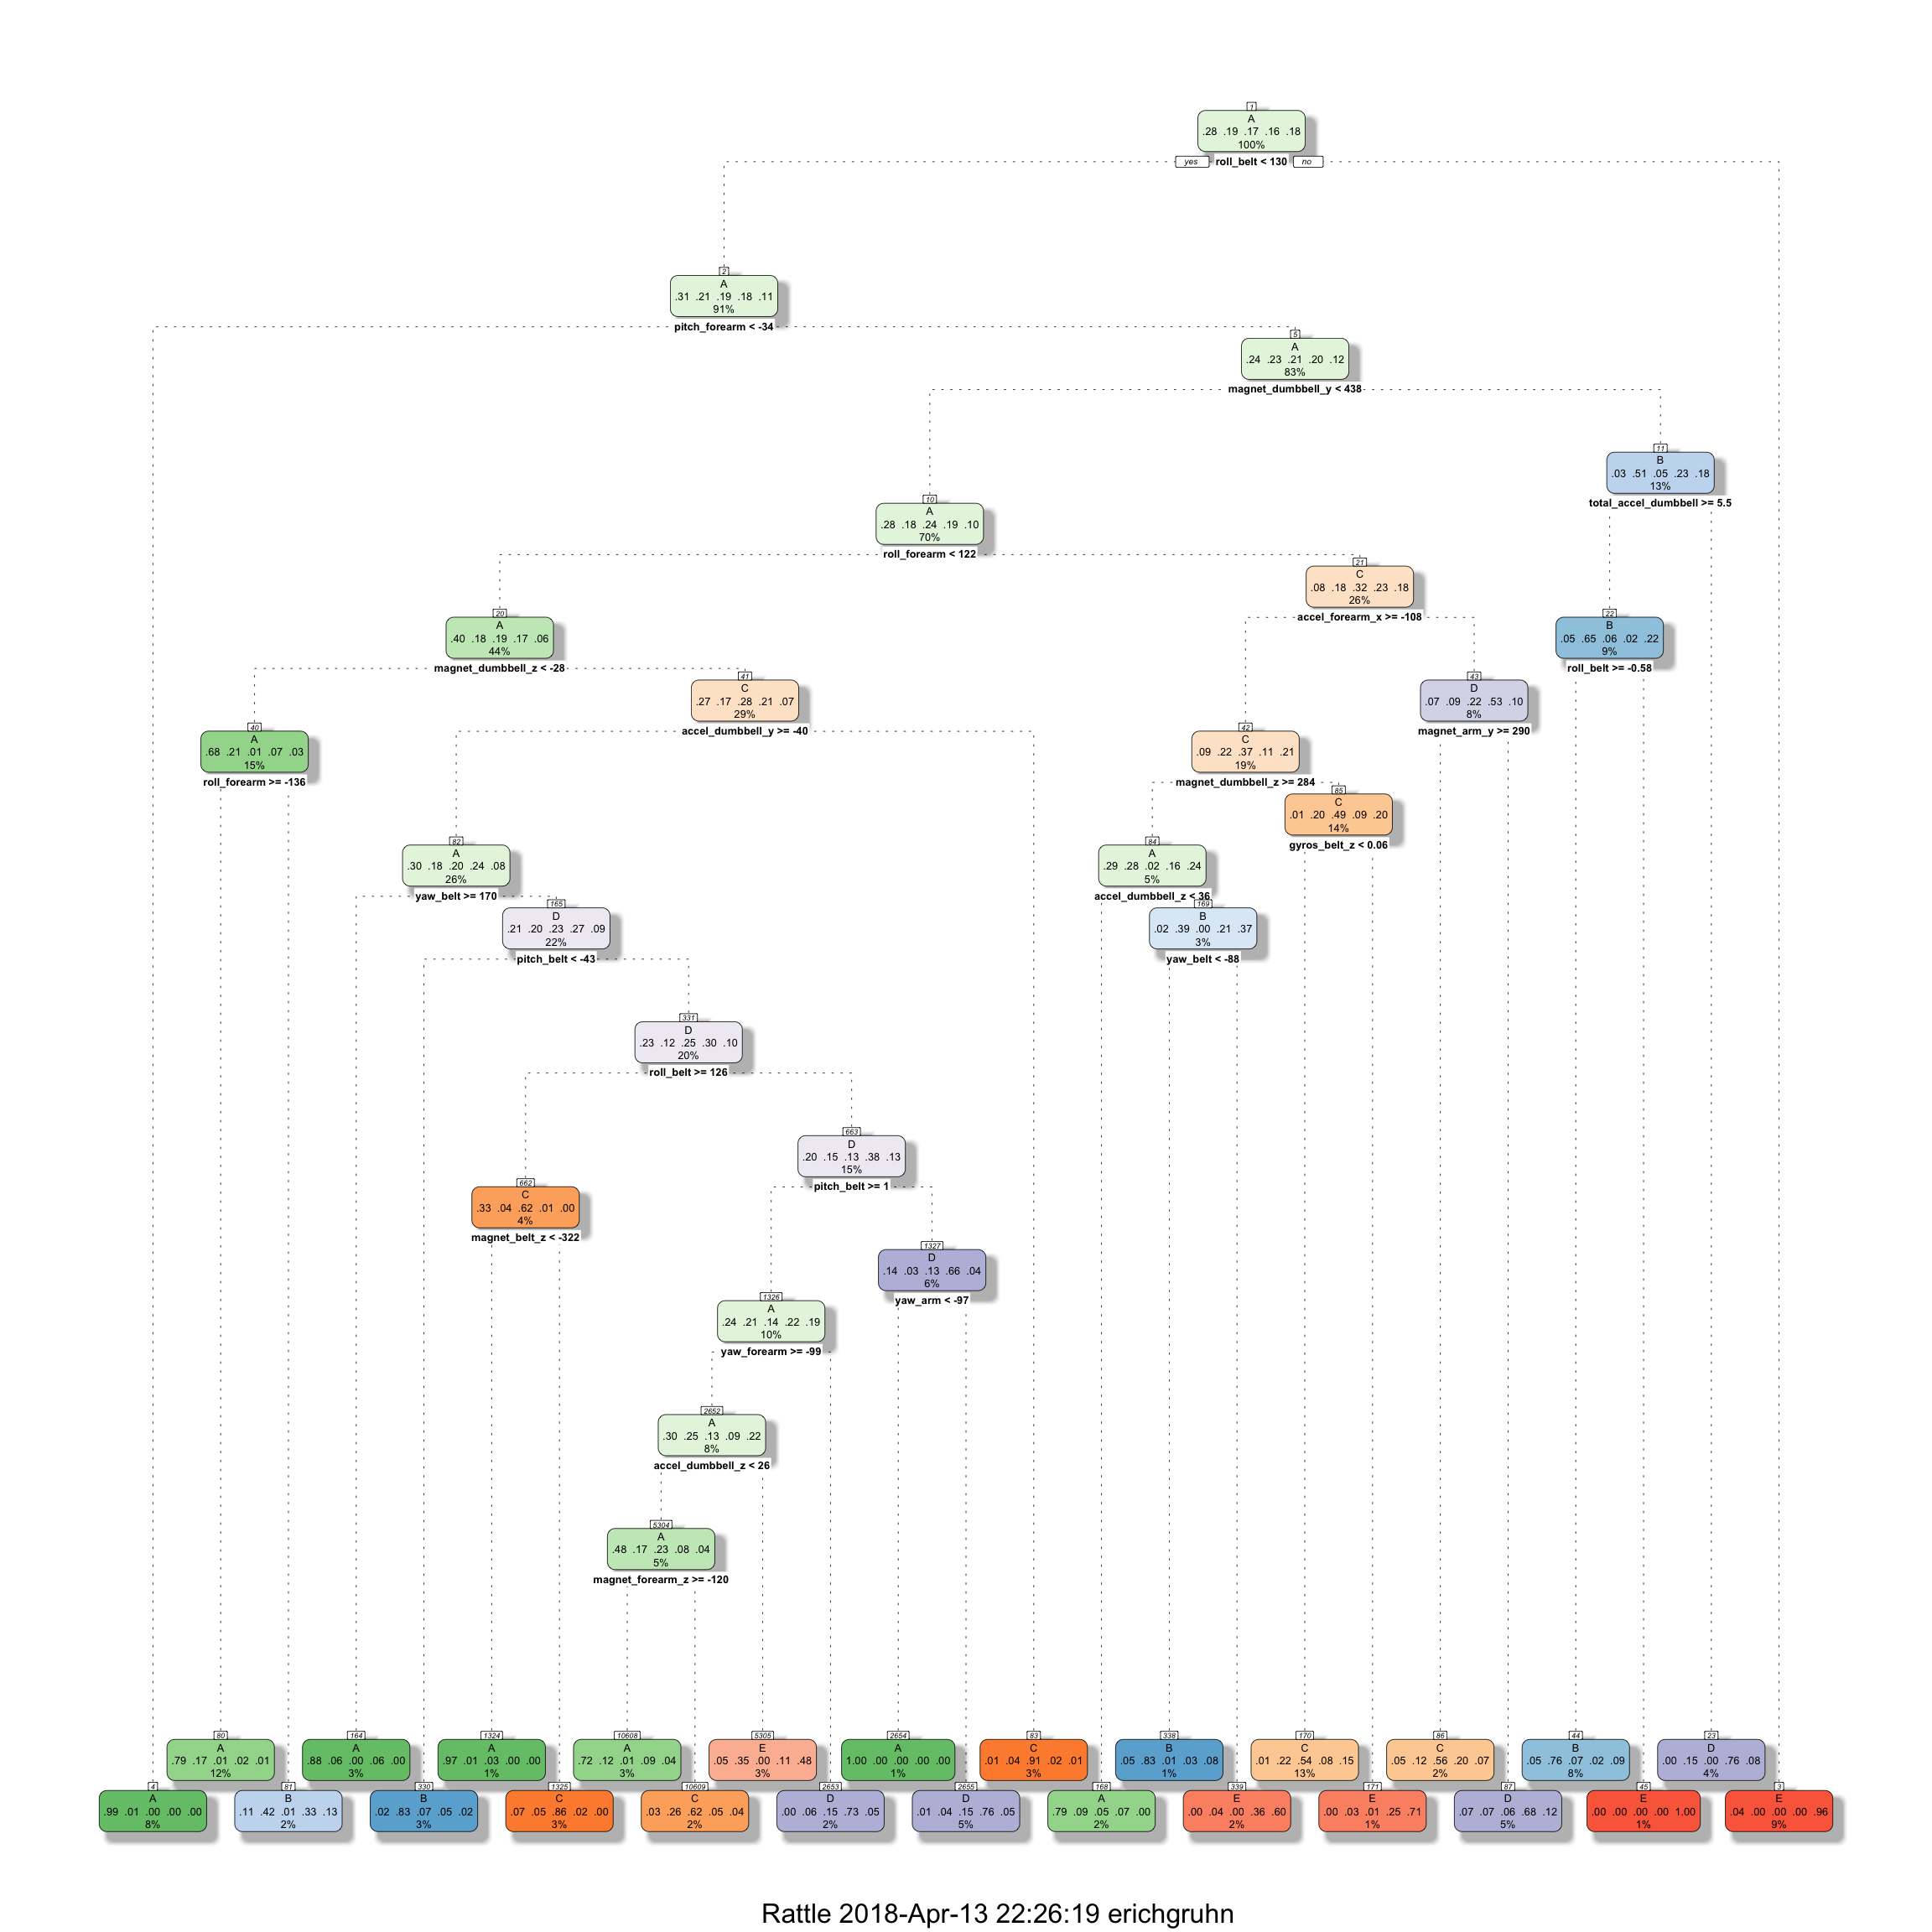 1
A
.28 .19 .17 .16 .18
100%
yes roll_belt < 130 no
2
A
.31 .21 .19 .18 .11
91%
pitch_forearm < -34
5
A
.24 .23 .21 .20 .12
83%
magnet_dumbbell_y < 438
11
B
.03 .51 .05 .23 .18
13%
total_accel_dumbbell >= 5.5
10
A
.28 .18 .24 .19 .10
70%
roll_forearm < 122
21
C
.08 .18 .32 .23 .18
26%
accel_forearm_x >= -108
20
A
.40 .18 .19 .17 .06
44%
magnet_dumbbell_z < -28
22
B
.05 .65 .06 .02 .22
9%
roll_belt >= -0.58
41
C
.27 .17 .28 .21 .07
29%
accel_dumbbell_y >= -40
43
D
.07 .09 .22 .53 .10
8%
magnet_arm_y >= 290
40
A
.68 .21 .01 .07 .03
15%
roll_forearm >= -136
42
C
.09 .22 .37 .11 .21
19%
magnet_dumbbell_z >= 284
85
C
.01 .20 .49 .09 .20
14%
gyros_belt_z < 0.06
82
A
.30 .18 .20 .24 .08
26%
yaw_belt >= 170
84
A
.29 .28 .02 .16 .24
5%
accel_dumbbell_z < 36
165
D
.21 .20 .23 .27 .09
22%
pitch_belt < -43
169
B
.02 .39 .00 .21 .37
3%
yaw_belt < -88
331
D
.23 .12 .25 .30 .10
20%
roll_belt >= 126
663
D
.20 .15 .13 .38 .13
15%
pitch_belt >= 1
662
C
.33 .04 .62 .01 .00
4%
magnet_belt_z < -322
1327
D
.14 .03 .13 .66 .04
6%
yaw_arm < -97
1326
A
.24 .21 .14 .22 .19
10%
yaw_forearm >= -99
2652
A
.30 .25 .13 .09 .22
8%
accel_dumbbell_z < 26
5304
A
.48 .17 .23 .08 .04
5%
magnet_forearm_z >= -120
80
A
.79 .17 .01 .02 .01
12%
164
A
.88 .06 .00 .06 .00
3%
1324
A
.97 .01 .03 .00 .00
1%
10608
A
.72 .12 .01 .09 .04
3%
5305
E
.05 .35 .00 .11 .48
3%
2654
A
1.00 .00 .00 .00 .00
1%
83
C
.01 .04 .91 .02 .01
3%
338
B
.05 .83 .01 .03 .08
1%
170
C
.01 .22 .54 .08 .15
13%
86
C
.05 .12 .56 .20 .07
2%
44
B
.05 .76 .07 .02 .09
8%
23
D
.00 .15 .00 .76 .08
4%
4
A
.99 .01 .00 .00 .00
8%
81
B
.11 .42 .01 .33 .13
2%
330
B
.02 .83 .07 .05 .02
3%
1325
C
.07 .05 .86 .02 .00
3%
10609
C
.03 .26 .62 .05 .04
2%
2653
D
.00 .06 .15 .73 .05
2%
2655
D
.01 .04 .15 .76 .05
5%
168
A
.79 .09 .05 .07 .00
2%
339
E
.00 .04 .00 .36 .60
2%
171
E
.00 .03 .01 .25 .71
1%
87
D
.07 .07 .06 .68 .12
5%
45
E
.00 .00 .00 .00 1.00
1%
3
E
.04 .00 .00 .00 .96
9%
Rattle 2018-Apr-13 22:26:19 erichgruhn